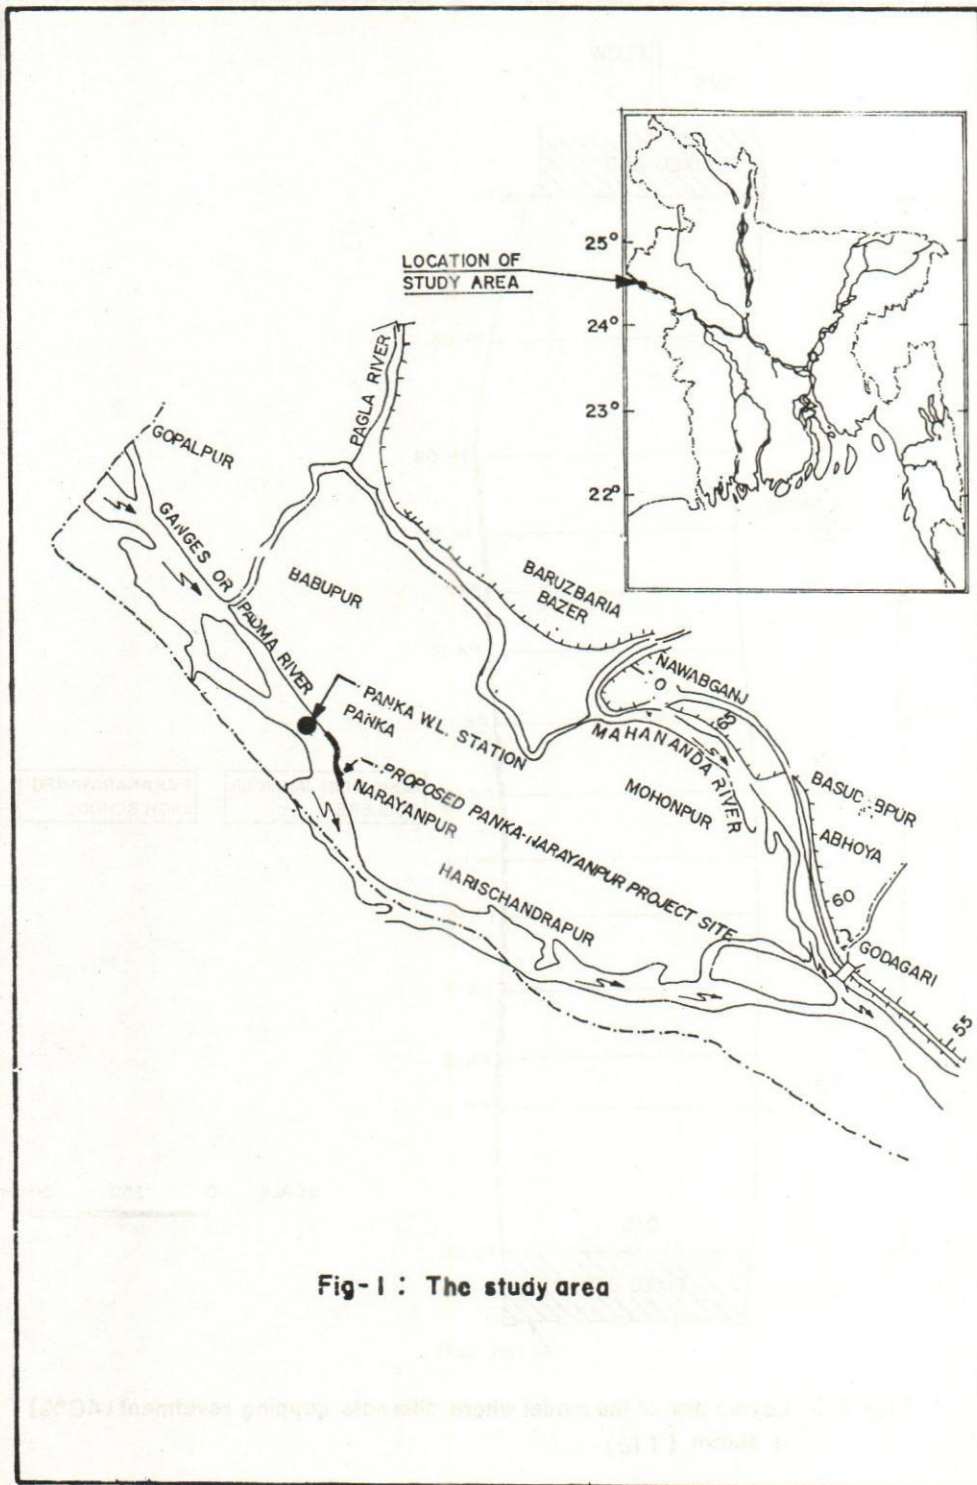 LOCATION OF
STUDY AREA
25°
24°
23°
22°
PAGLA RIVER
GOPALPUR
GANGES OR PADMA RIVER
BABUPUR
BARUZBARIA
BAZER
NAWABGANJ
PANKA W.L. STATION
PANKA
MAHANANDA RIVER
PROPOSED PANKA-NARAYANPUR PROJECT SITE
NARAYANPUR
MOHONPUR
ABHOYA
HARISCHANDRAPUR
60
GODAGARI
55
Fig-1: The study area